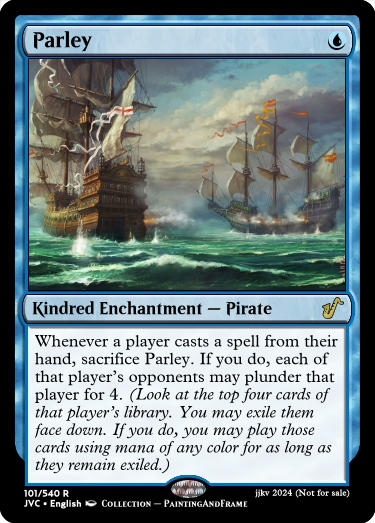 Parley
Kindred Enchantment — Pirate
Whenever a player casts a spell from their
hand, sacrifice Parley. If you do, each of
that player's opponents may plunder that
player for 4. (Look at the top four cards of
that player's library. You may exile them
face down. If you do, you may play those
cards using mana of any color for as long as
they remain exiled.)
101/540 R
JVC • English Collection — PaintingAndFrame
jjkv 2024 (Not for sale)